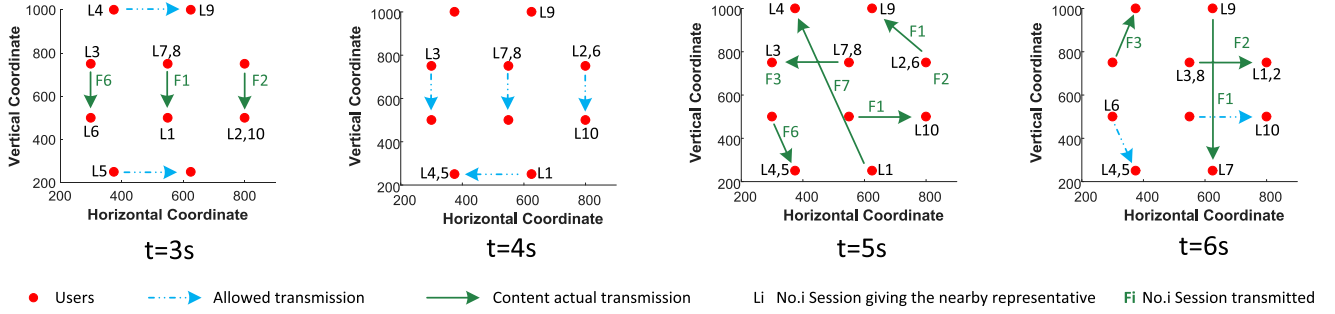 1000
800
600
400
200
200
400
600
800
Vertical Coordinate
Horizontal Coordinate
L4
L9
L3
L7,8
F6
F1
F2
L6
L1
L2,10
L5
t=3s
1000
800
600
400
200
200
400
600
800
Vertical Coordinate
Horizontal Coordinate
L3
L7,8
L2,6
L10
L4,5
L1
t=4s
1000
800
600
400
200
200
400
600
800
Vertical Coordinate
Horizontal Coordinate
L4
L9
F1
L3
L7,8
L2,6
F3
F7
F2
F1
F6
L10
L4,5
L1
t=5s
1000
800
600
400
200
200
400
600
800
Vertical Coordinate
Horizontal Coordinate
L9
F3
F2
L3,8
L1,2
L6
F1
L10
L4,5
L7
t=6s
Users
Allowed transmission
Content actual transmission
Li No.i Session giving the nearby representative
Fi No.i Session transmitted